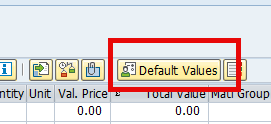 Default Values
ntity Unit Val. Price Σ Total Value Matl Group
0.00 0.00